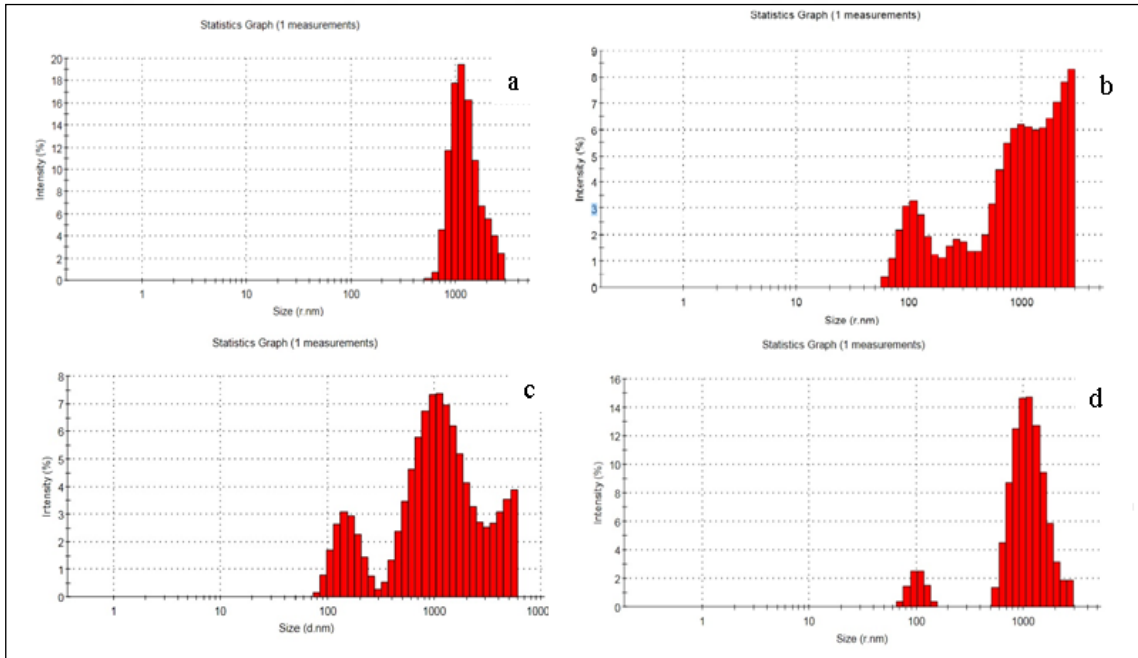 Statistics Graph (1 measurements)
a
20
18
16
14
12
10
8
6
4
2
0
Intensity (%)
1 10 100 1000
Size (r.nm)
Statistics Graph (1 measurements)
b
9
8
7
6
5
4
3
2
1
0
Intensity (%)
1 10 100 1000
Size (r.nm)
Statistics Graph (1 measurements)
c
8
7
6
5
4
3
2
1
0
Intensity (%)
1 10 100 1000 1000
Size (d.nm)
Statistics Graph (1 measurements)
d
16
14
12
10
8
6
4
2
0
Intensity (%)
1 10 100 1000
Size (r.nm)